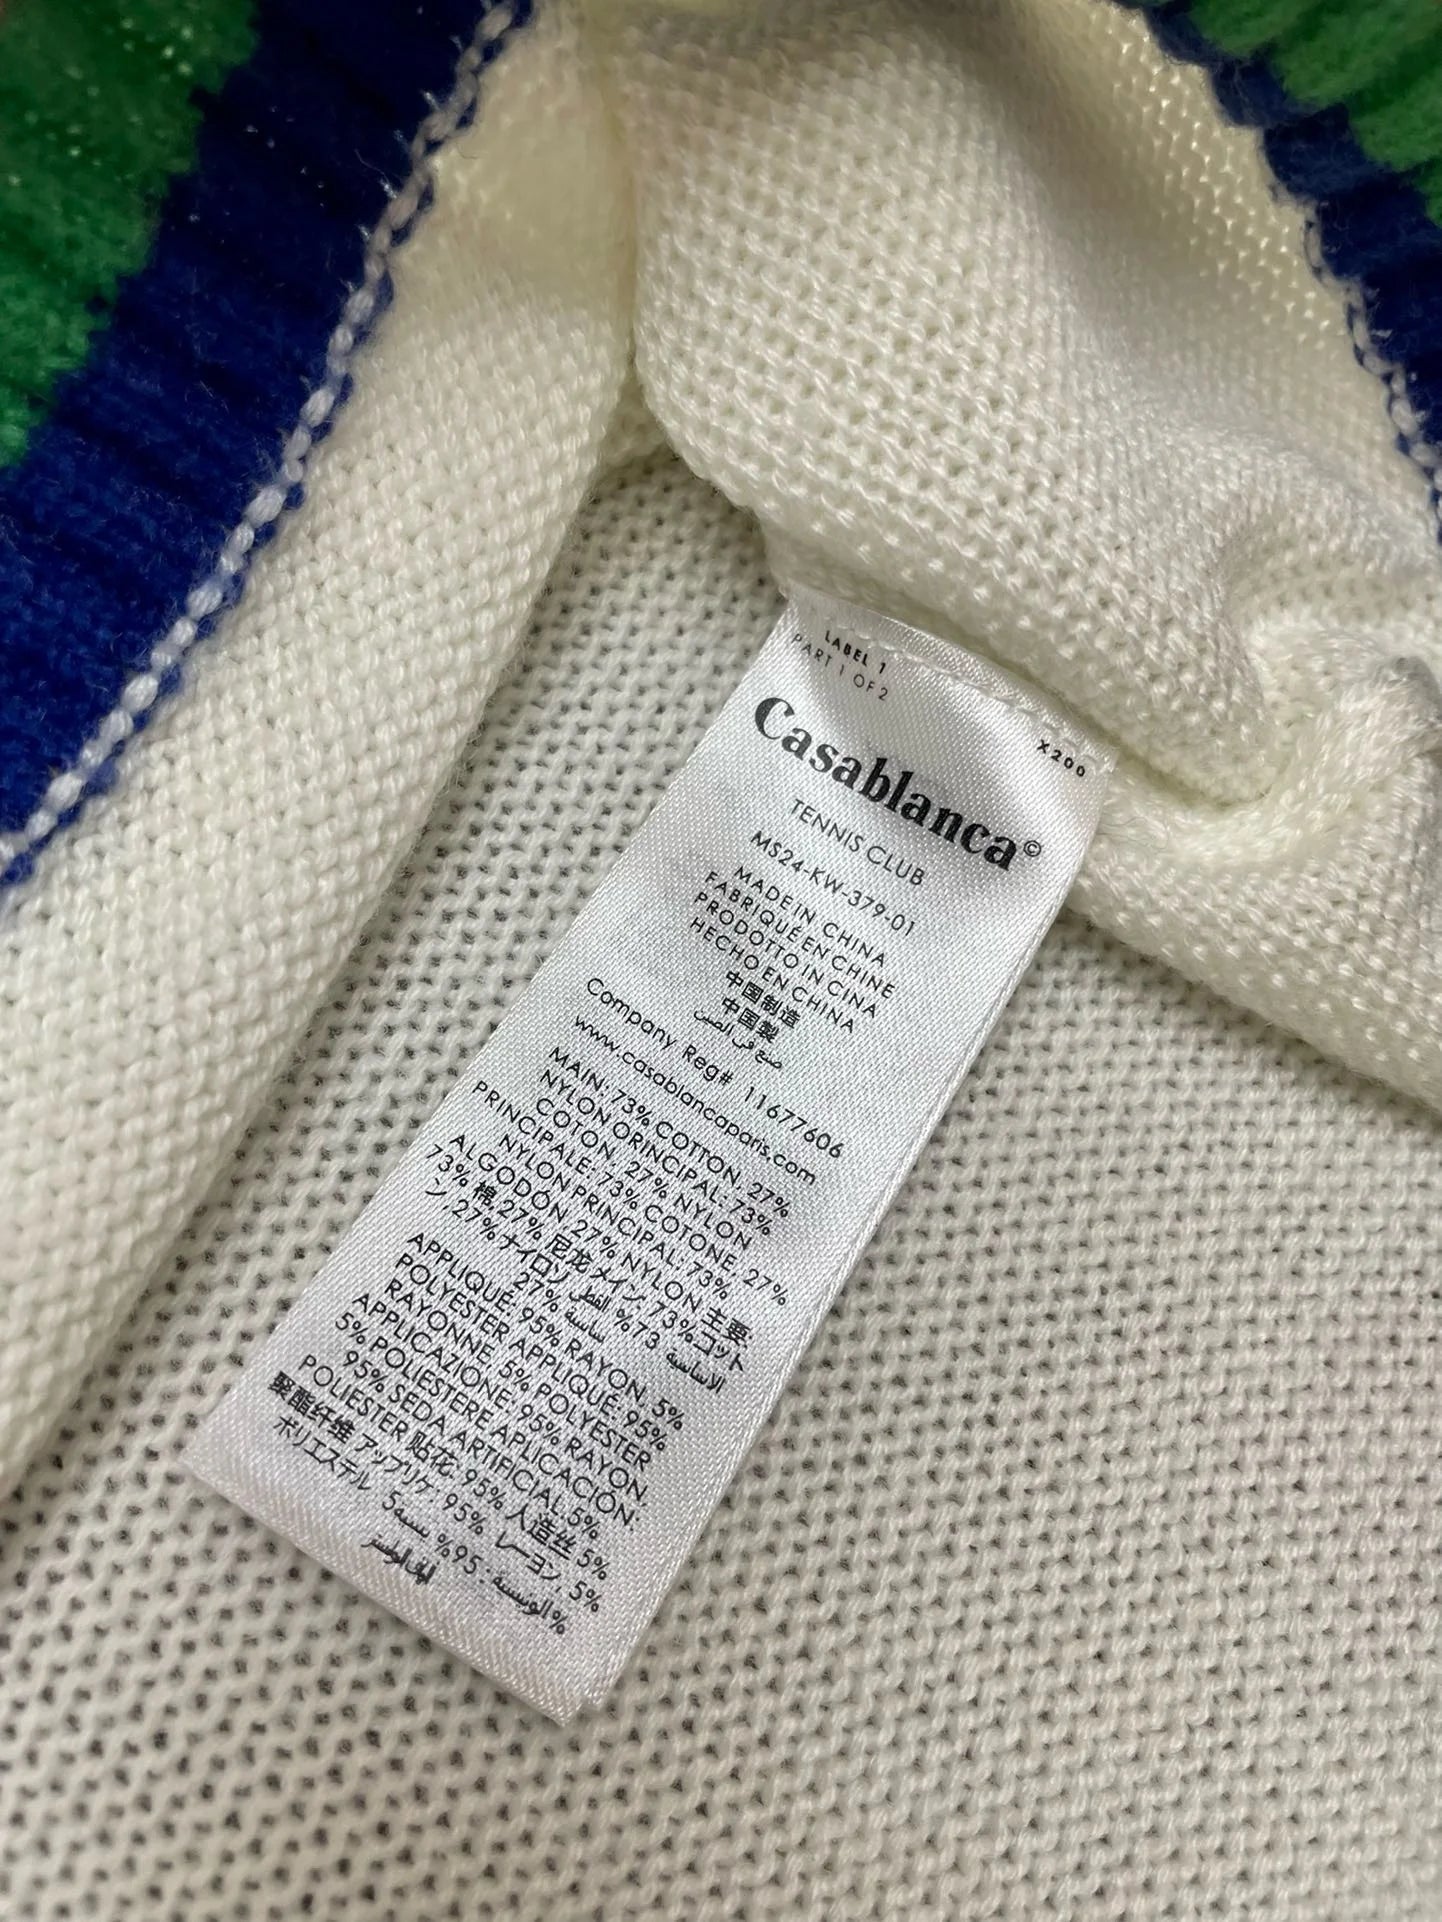 LABEL 1
PART 1 OF 2
X200
Casablanca©
TENNIS CLUB
MS24-KW-379-01
MADE IN CHINA
FABRIQUÉ EN CHINE
PRODOTTO IN CINA
HECHO EN CHINA
中国制造
中国製
صنع في الصين
Company Reg# 11677606
www.casablancaparis.com
MAIN: 73% COTTON, 27%
NYLON ORINCIPAL: 73%
COTON, 27% NYLON
PRINCIPALE: 73% COTONE, 27%
NYLON PRINCIPAL: 73%
ALGODÓN, 27% NYLON 主要:
73% 棉, 27% 尼龙 メイン: 73%コット
ン, 27%ナイロン القطن %73 الاساسية
27%
APPLIQUÉ: 95% RAYON, 5%
POLYESTER APPLIQUÉ: 95%
RAYONNE, 5% POLYESTER
APPLICAZIONE: 95% RAYON,
5% POLIESTERE APLICACIÓN:
95% SEDA ARTIFICIAL, 5%
POLIESTER 贴花: 95% 人造丝 5%
聚酯纤维 アップリケ: 95% レーヨン, 5%
ポリエステル